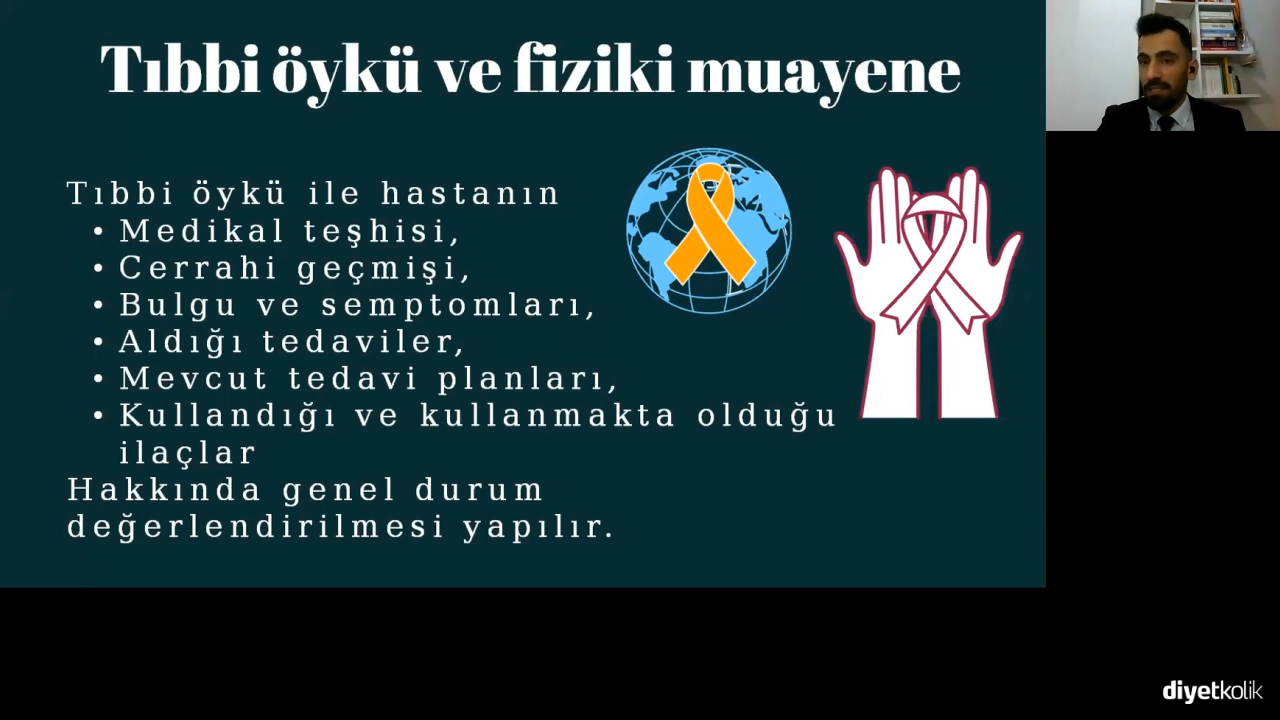 Tıbbi öykü ve fiziki muayene
Tıbbi öykü ile hastanın
• Medikal teşhisi,
• Cerrahi geçmişi,
• Bulgu ve semptomları,
• Aldığı tedaviler,
• Mevcut tedavi planları,
• Kullandığı ve kullanmakta olduğu
ilaçlar
Hakkında genel durum
değerlendirilmesi yapılır.
diyetkolik